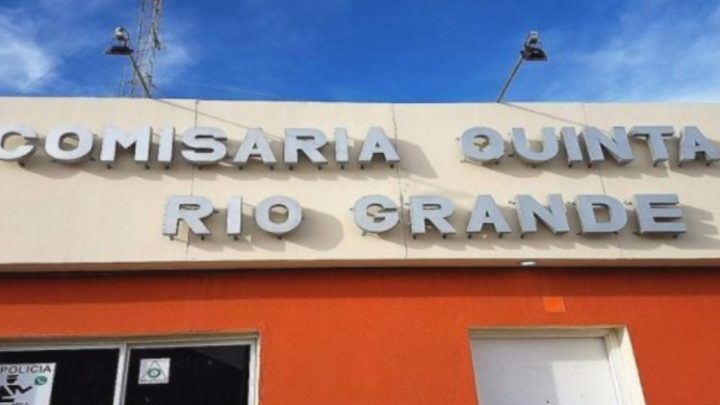 COMISARIA QUINTA
RIO GRANDE
POLICIA